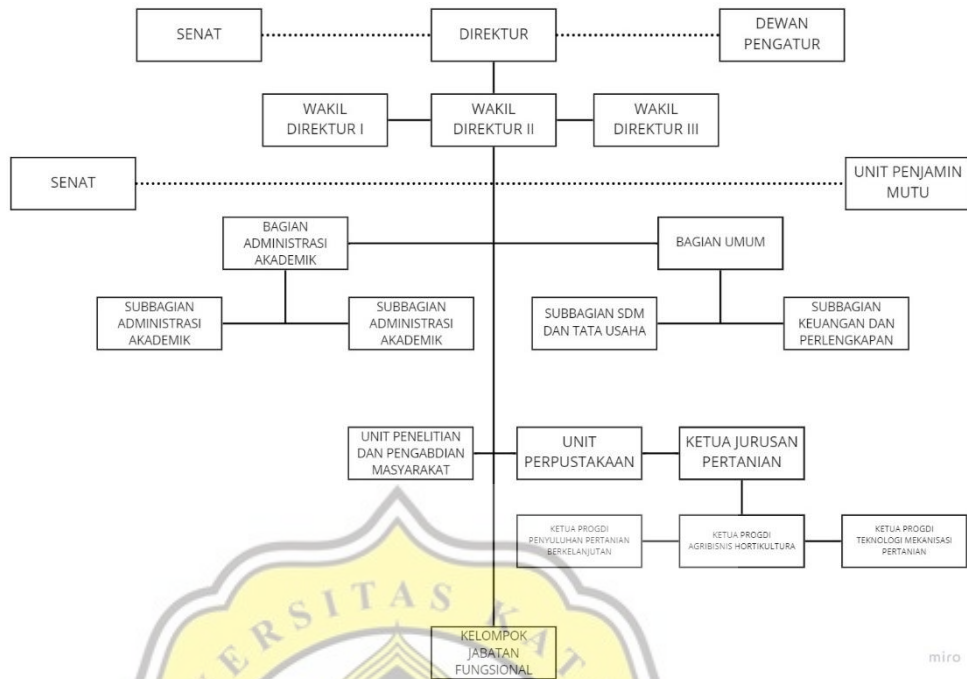 SENAT
DIREKTUR
DEWAN
PENGATUR
WAKIL
DIREKTUR I
WAKIL
DIREKTUR II
WAKIL
DIREKTUR III
SENAT
UNIT PENJAMIN
MUTU
BAGIAN
ADMINISTRASI
AKADEMIK
BAGIAN UMUM
SUBBAGIAN
ADMINISTRASI
AKADEMIK
SUBBAGIAN
ADMINISTRASI
AKADEMIK
SUBBAGIAN SDM
DAN TATA USAHA
SUBBAGIAN
KEUANGAN DAN
PERLENGKAPAN
UNIT PENELITIAN
DAN PENGABDIAN
MASYARAKAT
UNIT
PERPUSTAKAAN
KETUA JURUSAN
PERTANIAN
KETUA PROGDI
PENYULUHAN PERTANIAN
BERKELANJUTAN
KETUA PROGDI
AGRIBISNIS HORTIKULTURA
KETUA PROGDI
TEKNOLOGI MEKANISASI
PERTANIAN
ERSITAS KAT
KELOMPOK
JABATAN
FUNGSIONAL
miro